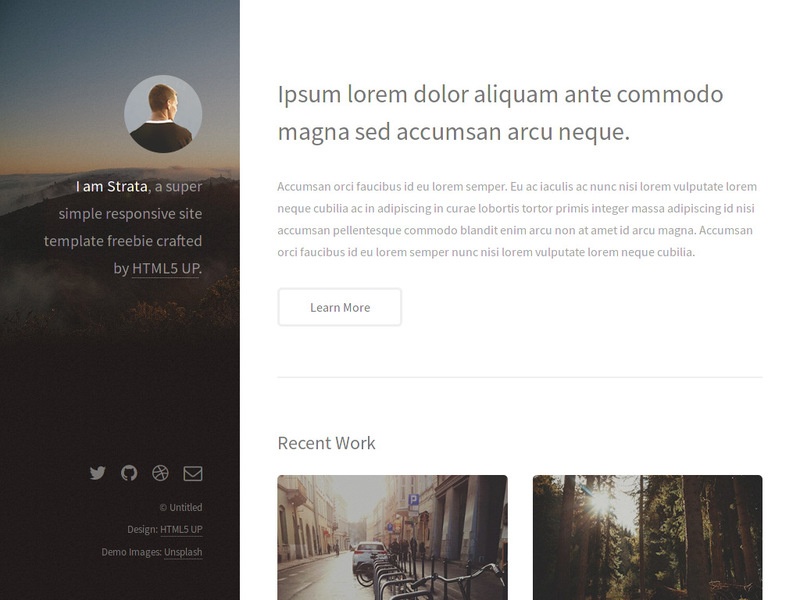 I am Strata, a super
simple responsive site
template freebie crafted
by HTML5 UP.
© Untitled
Design: HTML5 UP
Demo Images: Unsplash
Ipsum lorem dolor aliquam ante commodo
magna sed accumsan arcu neque.
Accumsan orci faucibus id eu lorem semper. Eu ac iaculis ac nunc nisi lorem vulputate lorem
neque cubilia ac in adipiscing in curae lobortis tortor primis integer massa adipiscing id nisi
accumsan pellentesque commodo blandit enim arcu non at amet id arcu magna. Accumsan
orci faucibus id eu lorem semper nunc nisi lorem vulputate lorem neque cubilia.
Learn More
Recent Work
P